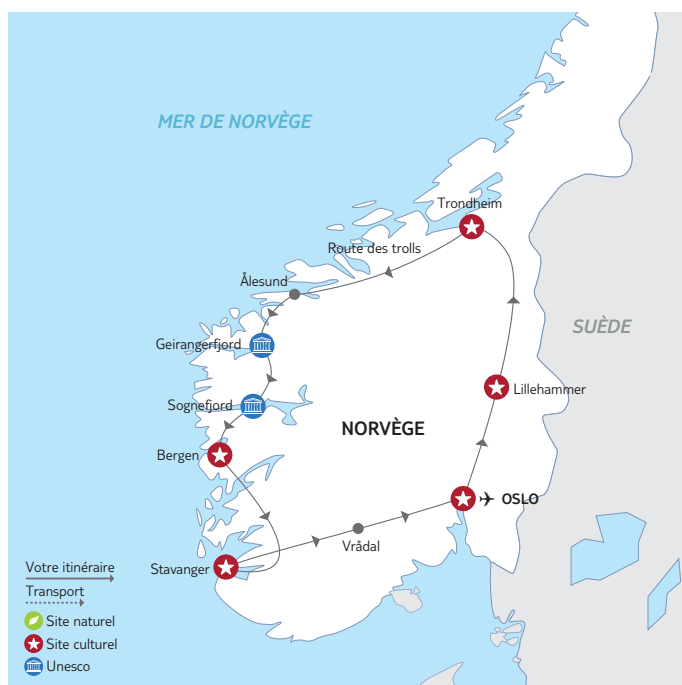 MER DE NORVÈGE
Trondheim
Route des trolls
Ålesund
SUÈDE
Geirangerfjord
Lillehammer
Sognefjord
NORVÈGE
Bergen
OSLO
Vrådal
Stavanger
Votre itinéraire
Transport
Site naturel
Site culturel
Unesco